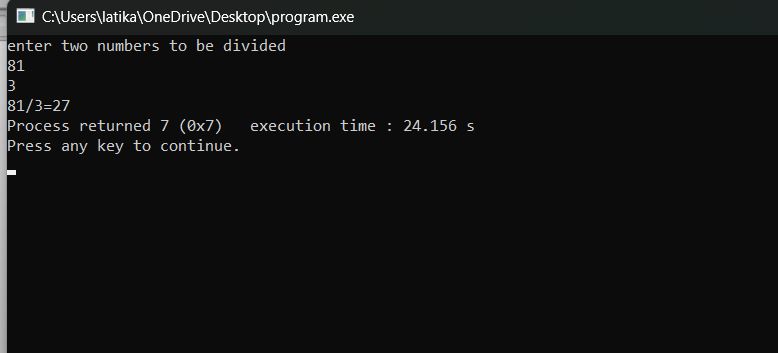 C:\Users\latika\OneDrive\Desktop\program.exe
enter two numbers to be divided
81
3
81/3=27
Process returned 7 (0x7)   execution time : 24.156 s
Press any key to continue.